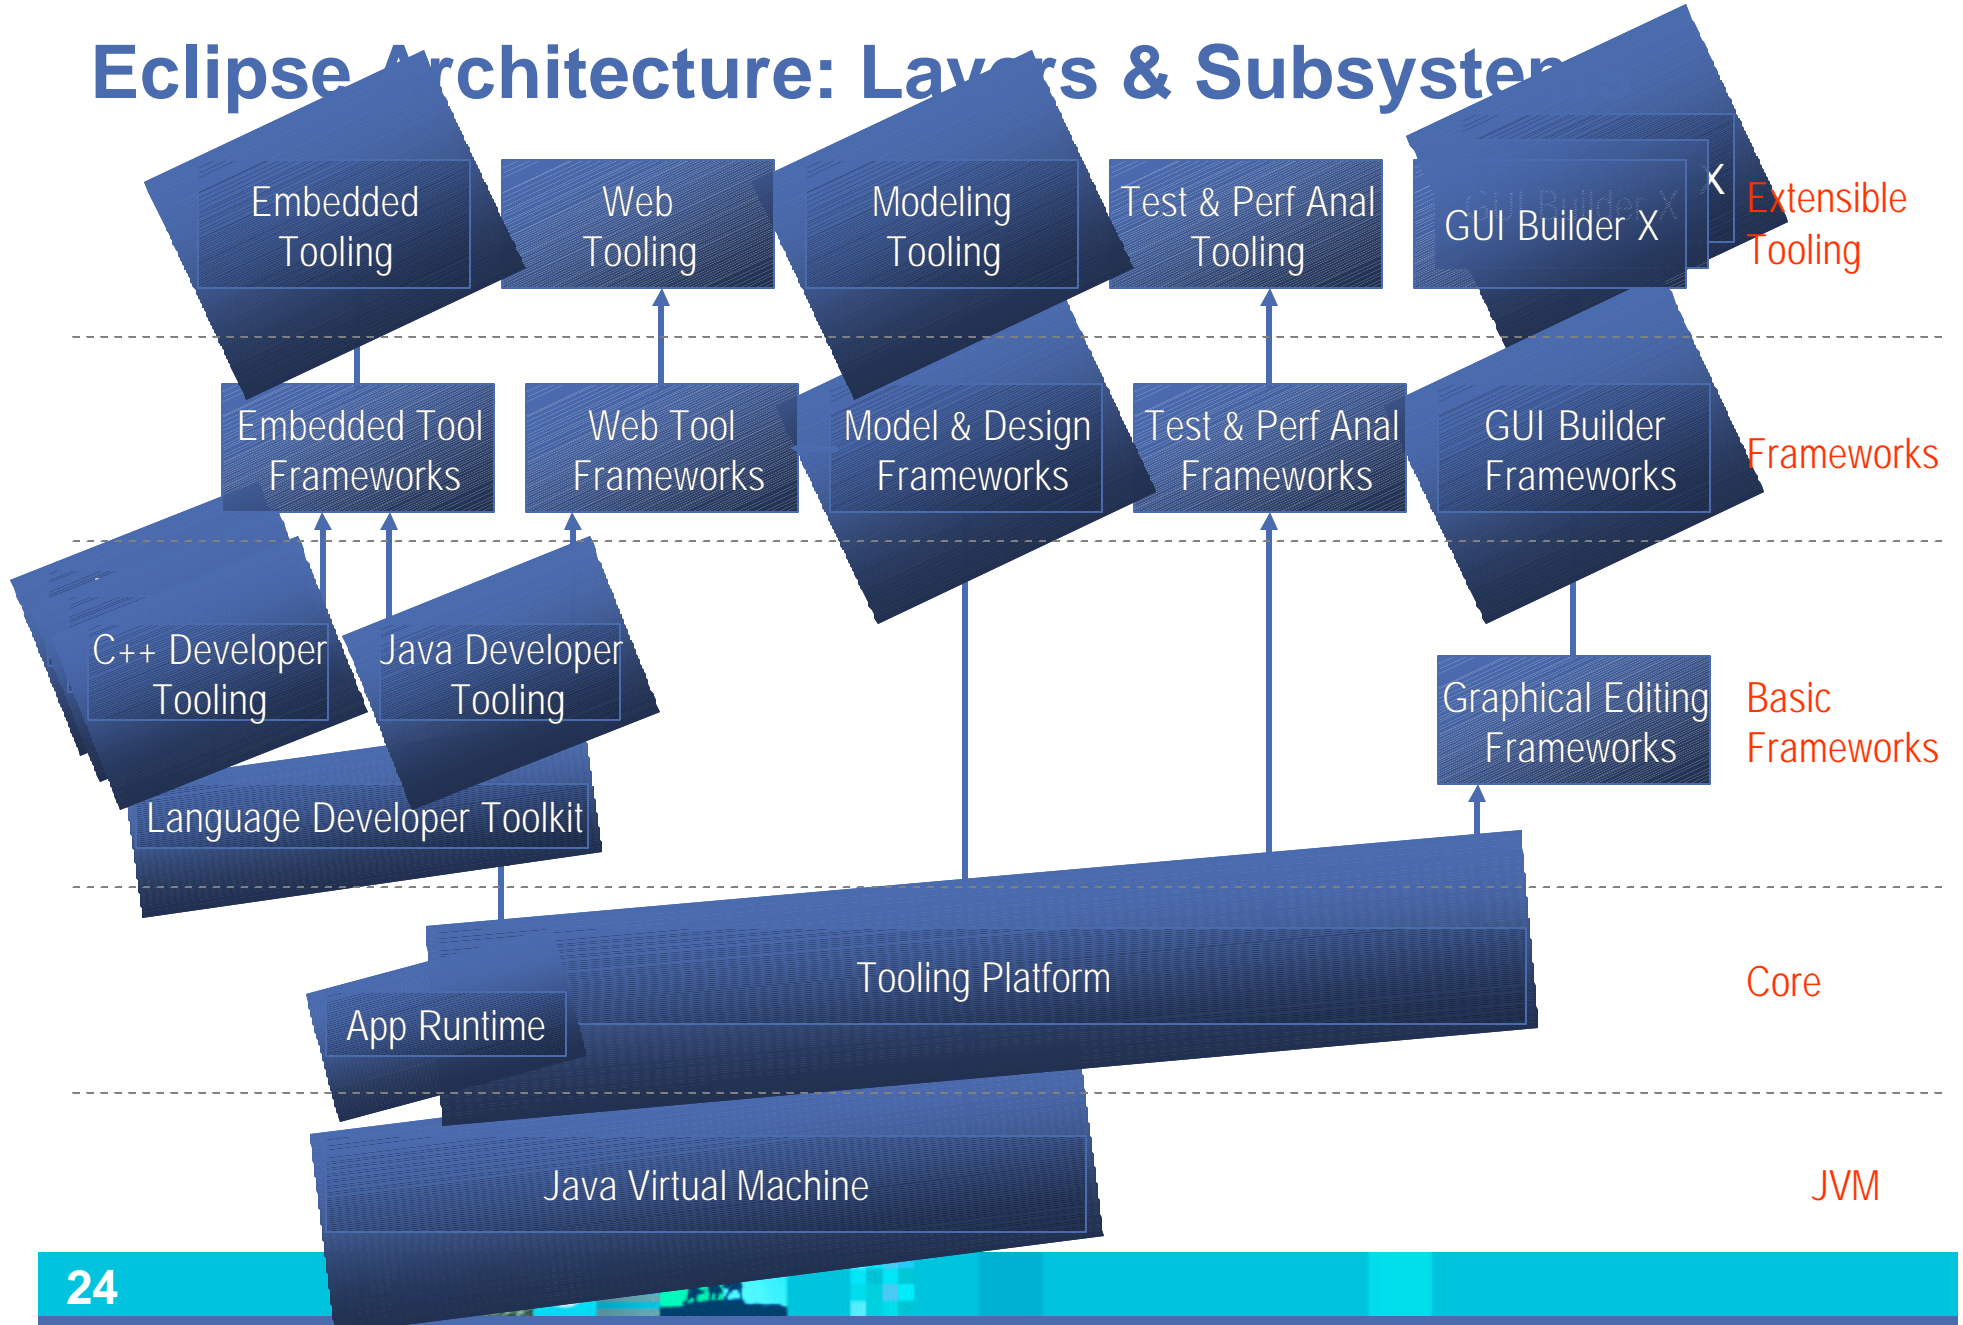 Eclipse Architecture: Layers & Subsystems
Embedded
Tooling
Web
Tooling
Modeling
Tooling
Test & Perf Anal
Tooling
GUI Builder X
X
Extensible
Tooling
Embedded Tool
Frameworks
Web Tool
Frameworks
Model & Design
Frameworks
Test & Perf Anal
Frameworks
GUI Builder
Frameworks
Frameworks
C++ Developer
Tooling
Java Developer
Tooling
Graphical Editing
Frameworks
Basic
Frameworks
Language Developer Toolkit
Tooling Platform
App Runtime
Core
Java Virtual Machine
JVM
24